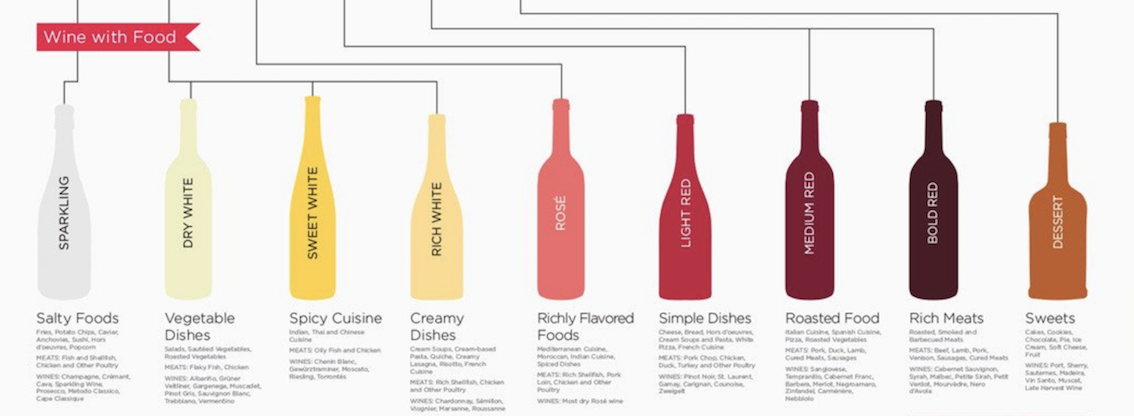 Wine with Food
SPARKLING
DRY WHITE
SWEET WHITE
RICH WHITE
ROSÉ
LIGHT RED
MEDIUM RED
BOLD RED
DESSERT
Salty Foods
Fries, Potato Chips, Caviar,
Anchovies, Sushi, Hors
d'oeuvres, Popcorn
MEATS: Fish and Shellfish,
Chicken and Other Poultry
WINES: Champagne, Crémant,
Cava, Sparkling Wine,
Prosecco, Metodo Classico,
Cape Classique
Vegetable
Dishes
Salads, Sautéed Vegetables,
Roasted Vegetables
MEATS: Flaky Fish, Chicken
WINES: Albariño, Grüner
Veltliner, Garganega, Muscadet,
Pinot Gris, Sauvignon Blanc,
Trebbiano, Vermentino
Spicy Cuisine
Indian, Thai and Chinese
Cuisine
MEATS: Oily Fish and Chicken
WINES: Chenin Blanc,
Gewürztraminer, Moscato,
Riesling, Torrontés
Creamy
Dishes
Cream Soups, Cream-based
Pasta, Quiche, Creamy
Lasagna, Risotto, French
Cuisine
MEATS: Rich Shellfish, Chicken
and Other Poultry
WINES: Chardonnay, Sémillon,
Viognier, Marsanne, Roussanne
Richly Flavored
Foods
Mediterranean Cuisine,
Moroccan, Indian Cuisine,
Spiced Dishes
MEATS: Rich Shellfish, Pork
Loin, Chicken and Other
Poultry
WINES: Most dry Rosé wine
Simple Dishes
Cheese, Bread, Hors d'oeuvres,
Cream Soups and Pasta, White
Pizza, French Cuisine
MEATS: Pork Chop, Chicken,
Duck, Turkey and Other Poultry
WINES: Pinot Noir, St. Laurent,
Gamay, Carignan, Counoise,
Zweigelt
Roasted Food
Italian Cuisine, Spanish Cuisine,
Pizza, Roasted Vegetables
MEATS: Pork, Duck, Lamb,
Cured Meats, Sausages
WINES: Sangiovese,
Tempranillo, Cabernet Franc,
Barbera, Merlot, Negroamaro,
Zinfandel, Carménère,
Nebbiolo
Rich Meats
Roasted, Smoked and
Barbecued Meats
MEATS: Beef, Lamb, Pork,
Venison, Sausages, Cured Meats
WINES: Cabernet Sauvignon,
Syrah, Malbec, Petite Sirah, Petit
Verdot, Mourvèdre, Nero
d'Avola
Sweets
Cakes, Cookies,
Chocolate, Pie, Ice
Cream, Soft Cheese,
Fruit
WINES: Port, Sherry,
Sauternes, Madeira,
Vin Santo, Muscat,
Late Harvest Wine